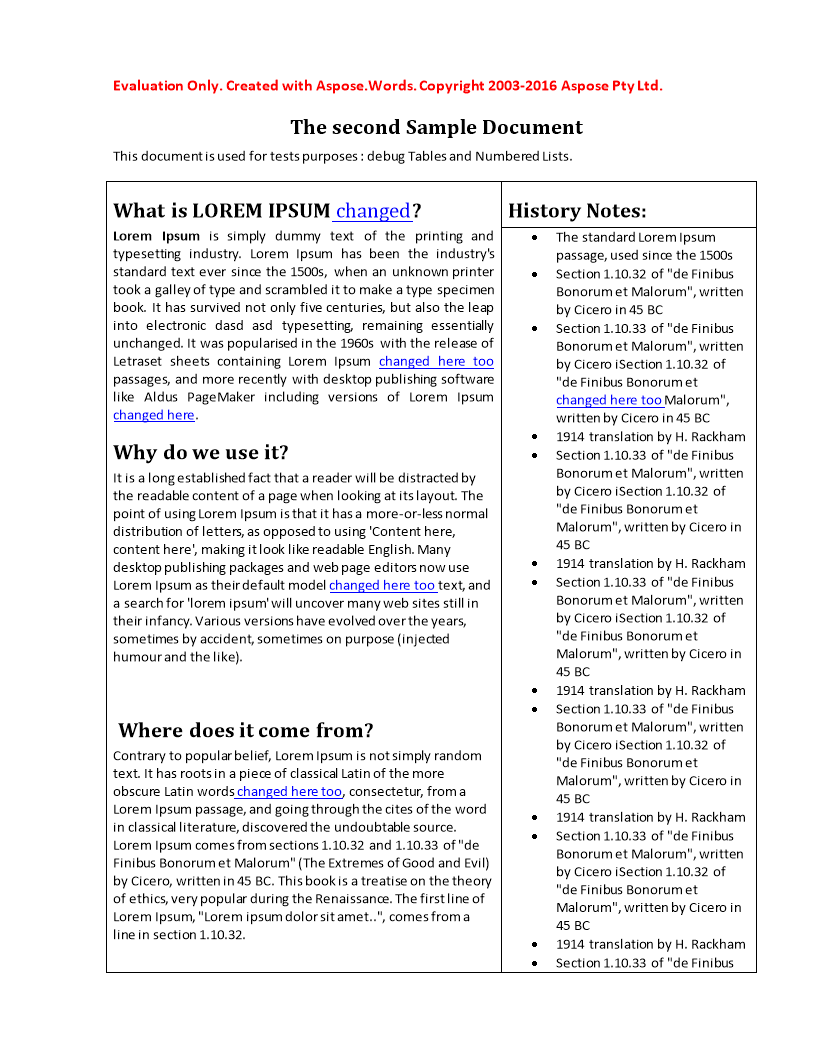 Evaluation Only. Created with Aspose.Words. Copyright 2003-2016 Aspose Pty Ltd.
The second Sample Document
This document is used for tests purposes : debug Tables and Numbered Lists.
What is LOREM IPSUM changed?
Lorem Ipsum is simply dummy text of the printing and
typesetting industry. Lorem Ipsum has been the industry's
standard text ever since the 1500s, when an unknown printer
took a galley of type and scrambled it to make a type specimen
book. It has survived not only five centuries, but also the leap
into electronic dasd asd typesetting, remaining essentially
unchanged. It was popularised in the 1960s with the release of
Letraset sheets containing Lorem Ipsum changed here too
passages, and more recently with desktop publishing software
like Aldus PageMaker including versions of Lorem Ipsum
changed here.
Why do we use it?
It is a long established fact that a reader will be distracted by
the readable content of a page when looking at its layout. The
point of using Lorem Ipsum is that it has a more-or-less normal
distribution of letters, as opposed to using 'Content here,
content here', making it look like readable English. Many
desktop publishing packages and web page editors now use
Lorem Ipsum as their default model changed here too text, and
a search for 'lorem ipsum' will uncover many web sites still in
their infancy. Various versions have evolved over the years,
sometimes by accident, sometimes on purpose (injected
humour and the like).
Where does it come from?
Contrary to popular belief, Lorem Ipsum is not simply random
text. It has roots in a piece of classical Latin of the more
obscure Latin words changed here too, consectetur, from a
Lorem Ipsum passage, and going through the cites of the word
in classical literature, discovered the undoubtable source.
Lorem Ipsum comes from sections 1.10.32 and 1.10.33 of "de
Finibus Bonorum et Malorum" (The Extremes of Good and Evil)
by Cicero, written in 45 BC. This book is a treatise on the theory
of ethics, very popular during the Renaissance. The first line of
Lorem Ipsum, "Lorem ipsum dolor sit amet..", comes from a
line in section 1.10.32.
History Notes:
• The standard Lorem Ipsum
passage, used since the 1500s
• Section 1.10.32 of "de Finibus
Bonorum et Malorum", written
by Cicero in 45 BC
• Section 1.10.33 of "de Finibus
Bonorum et Malorum", written
by Cicero iSection 1.10.32 of
"de Finibus Bonorum et
changed here too Malorum",
written by Cicero in 45 BC
• 1914 translation by H. Rackham
• Section 1.10.33 of "de Finibus
Bonorum et Malorum", written
by Cicero iSection 1.10.32 of
"de Finibus Bonorum et
Malorum", written by Cicero in
45 BC
• 1914 translation by H. Rackham
• Section 1.10.33 of "de Finibus
Bonorum et Malorum", written
by Cicero iSection 1.10.32 of
"de Finibus Bonorum et
Malorum", written by Cicero in
45 BC
• 1914 translation by H. Rackham
• Section 1.10.33 of "de Finibus
Bonorum et Malorum", written
by Cicero iSection 1.10.32 of
"de Finibus Bonorum et
Malorum", written by Cicero in
45 BC
• 1914 translation by H. Rackham
• Section 1.10.33 of "de Finibus
Bonorum et Malorum", written
by Cicero iSection 1.10.32 of
"de Finibus Bonorum et
Malorum", written by Cicero in
45 BC
• 1914 translation by H. Rackham
• Section 1.10.33 of "de Finibus